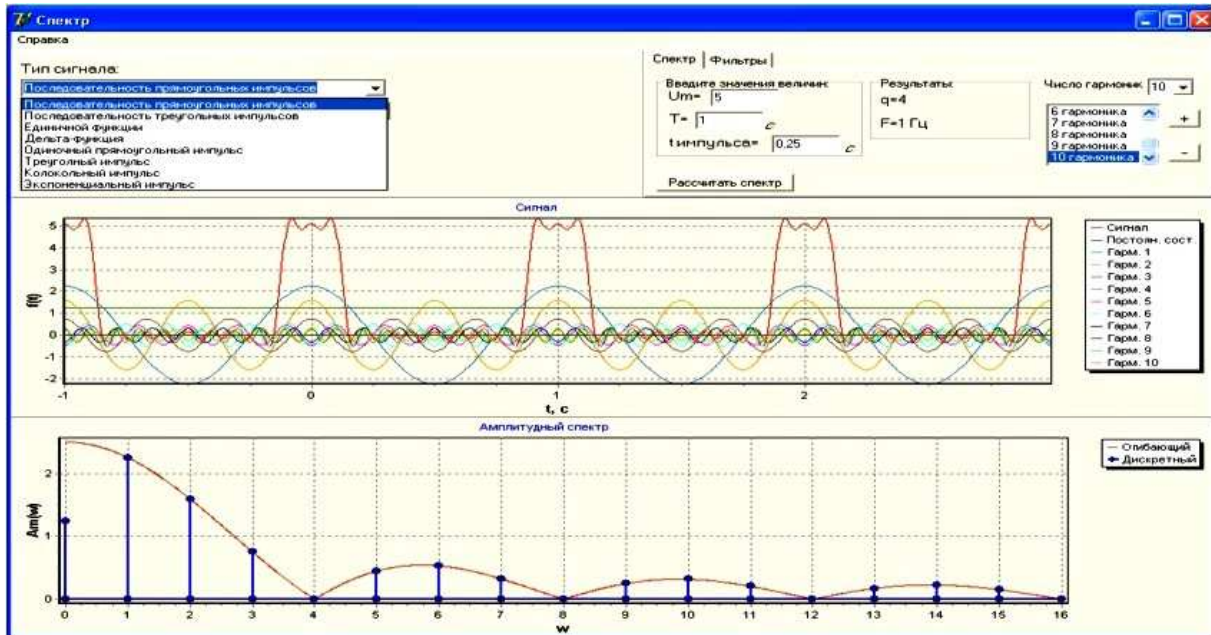 Спектр
Справка
Тип сигнала:
Последовательность прямоугольных импульсов
Последовательность прямоугольных импульсов
Последовательность треугольных импульсов
Единичной функции
Дельта-функция
Одиночный прямоугольный импульс
Треуголный импульс
Колокольный импульс
Экспоненциальный импульс
Спектр Фильтры
Введите значения величин:
Um= 5
T= 1 с
t импульса= 0,25 с
Рассчитать спектр
Результаты:
q=4
F=1 Гц
Число гармоник: 10
6 гармоника
7 гармоника
8 гармоника
9 гармоника
10 гармоника
+
-
Сигнал
f(t)
5
4
3
2
1
0
-1
-2
-1 0 1 2
t, c
Сигнал
Постоян. сост.
Гарм. 1
Гарм. 2
Гарм. 3
Гарм. 4
Гарм. 5
Гарм. 6
Гарм. 7
Гарм. 8
Гарм. 9
Гарм. 10
Амплитудный спектр
Am(w)
2
1
0
0 1 2 3 4 5 6 7 8 9 10 11 12 13 14 15 16
w
Огибающий
Дискретный